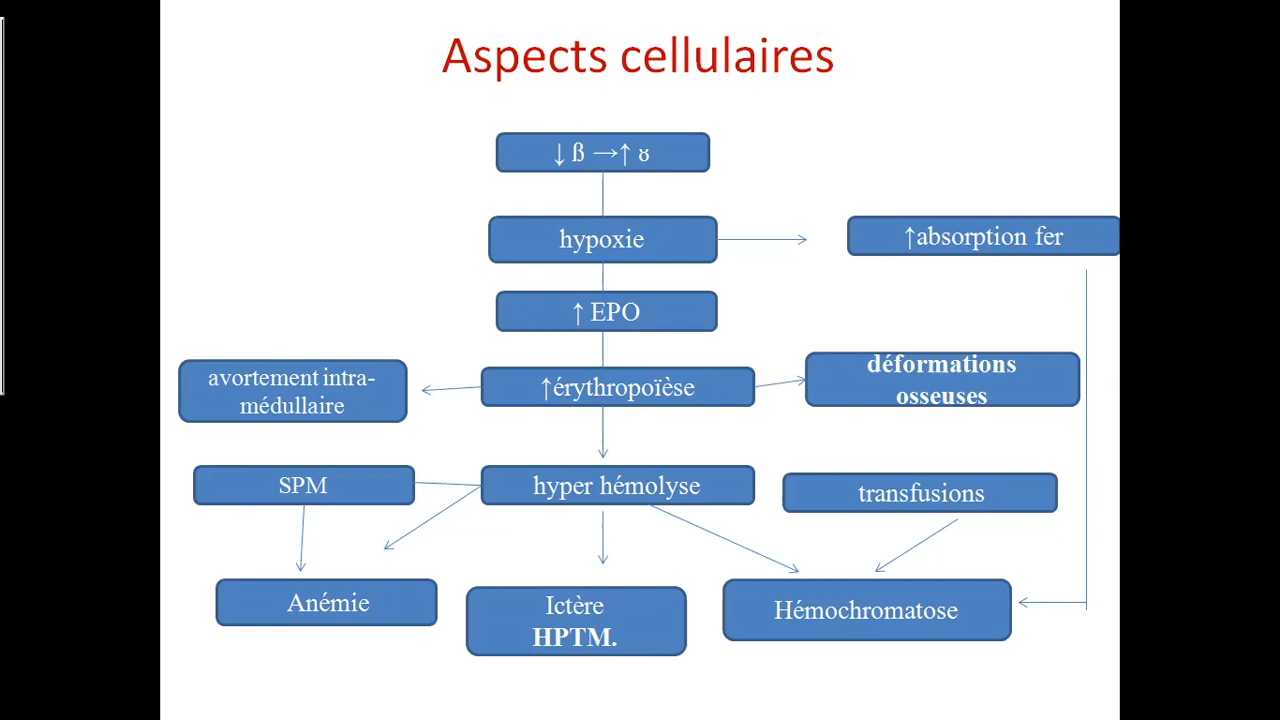 Aspects cellulaires
↓ ß →↑ ४
hypoxie
↑absorption fer
↑ EPO
avortement intra-
médullaire
↑érythropoïèse
déformations
osseuses
SPM
hyper hémolyse
transfusions
Anémie
Ictère
HPTM.
Hémochromatose